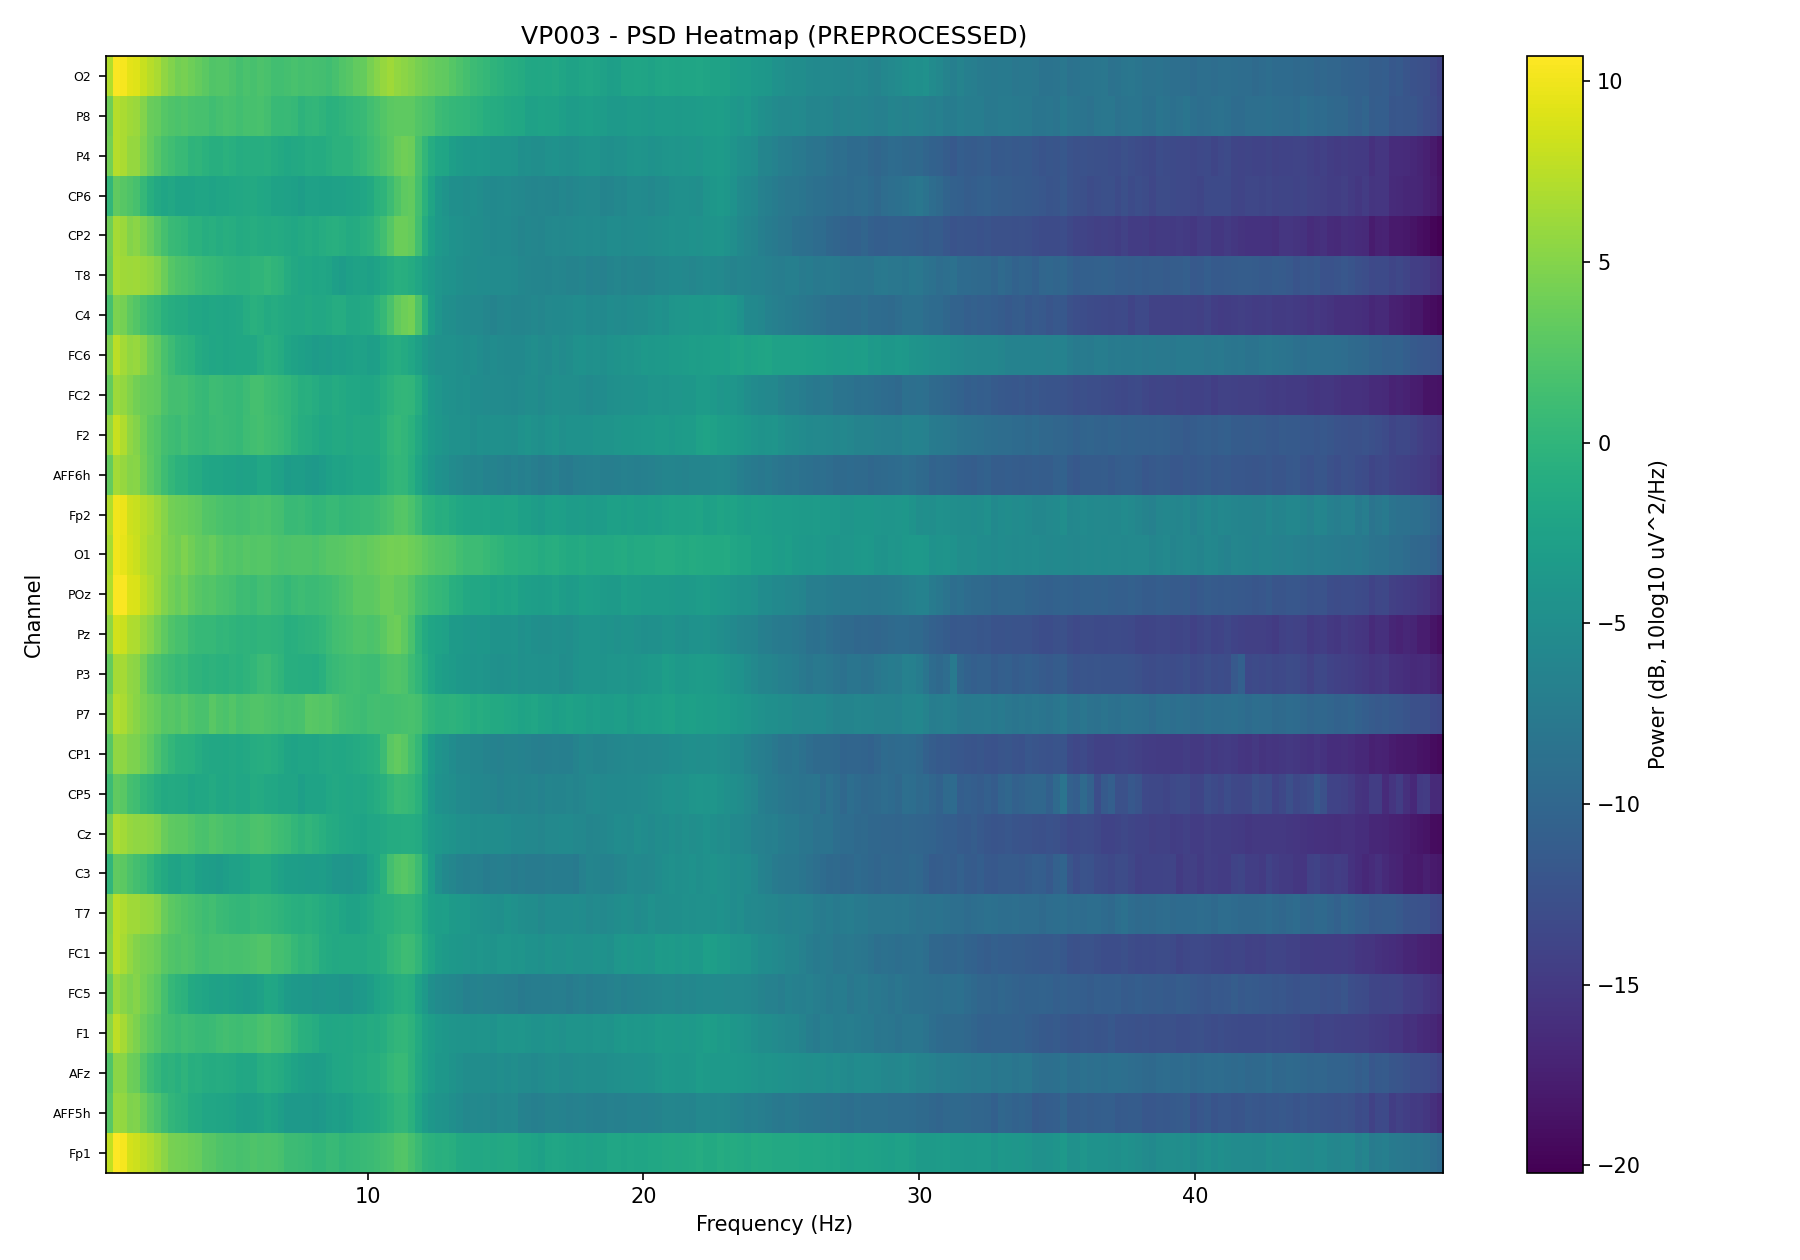 VP003 - PSD Heatmap (PREPROCESSED)
O2
P8
P4
CP6
CP2
T8
C4
FC6
FC2
F2
AFF6h
Fp2
O1
POz
Pz
P3
P7
CP1
CP5
Cz
C3
T7
FC1
FC5
F1
AFz
AFF5h
Fp1
Channel
10 20 30 40
Frequency (Hz)
10
5
0
−5
−10
−15
−20
Power (dB, 10log10 uV^2/Hz)